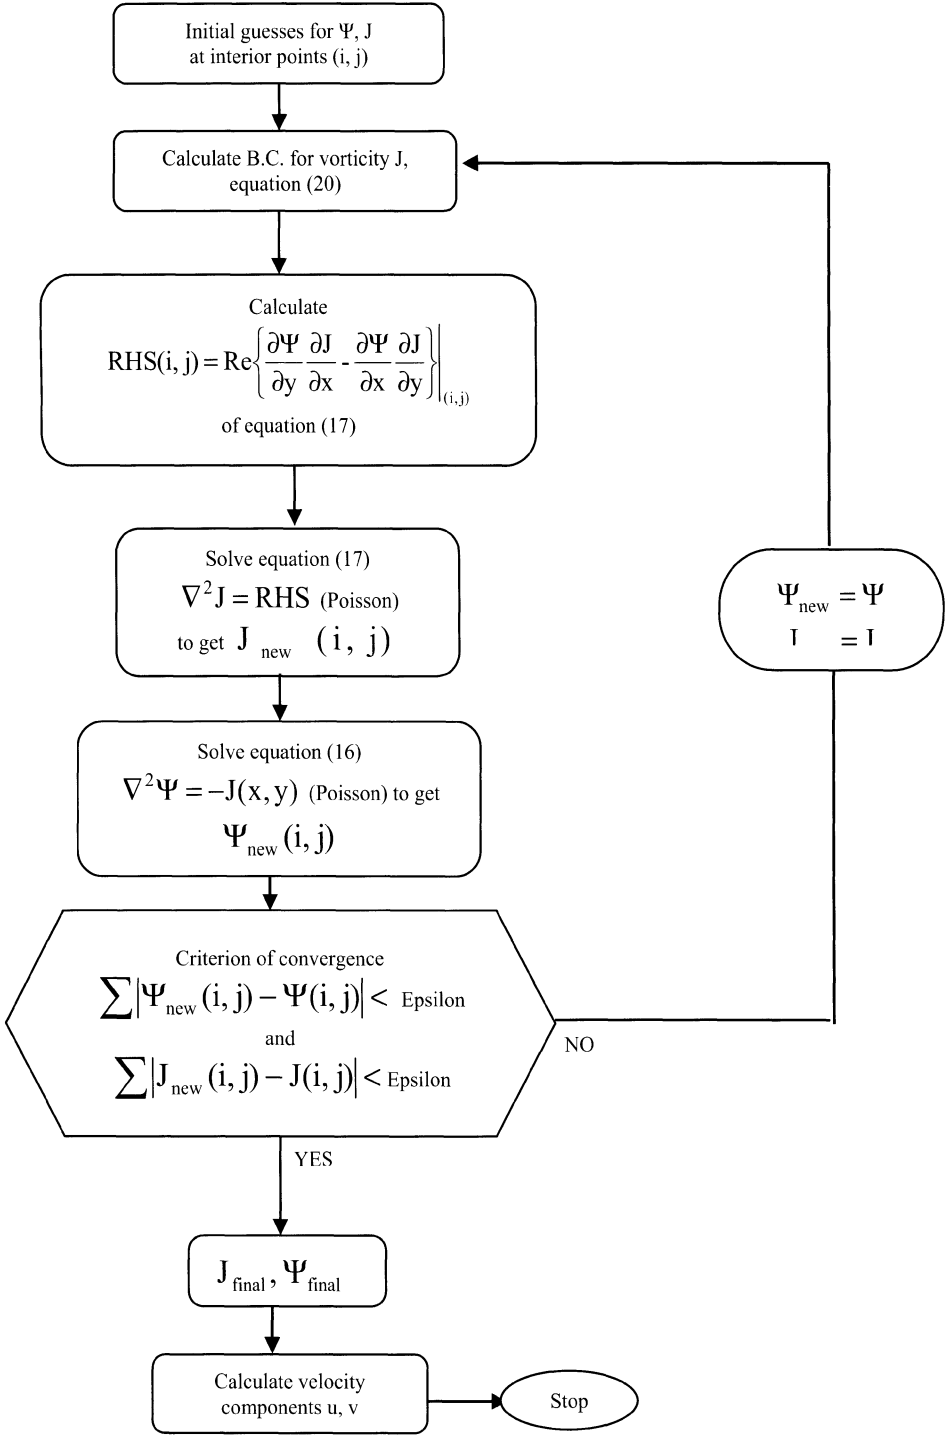 Initial guesses for Ψ, J
at interior points (i, j)
Calculate B.C. for vorticity J,
equation (20)
Calculate
RHS(i, j) = Re{∂Ψ/∂y ∂J/∂x - ∂Ψ/∂x ∂J/∂y}|(i,j)
of equation (17)
Solve equation (17)
∇²J = RHS (Poisson)
to get J new (i, j)
Solve equation (16)
∇²Ψ = –J(x, y) (Poisson) to get
Ψnew (i, j)
Criterion of convergence
∑|Ψnew (i, j) – Ψ(i, j)| < Epsilon
and
∑|Jnew (i, j) – J(i, j)| < Epsilon
NO
Ψnew = Ψ
J = J
YES
Jfinal, Ψfinal
Calculate velocity
components u, v
Stop